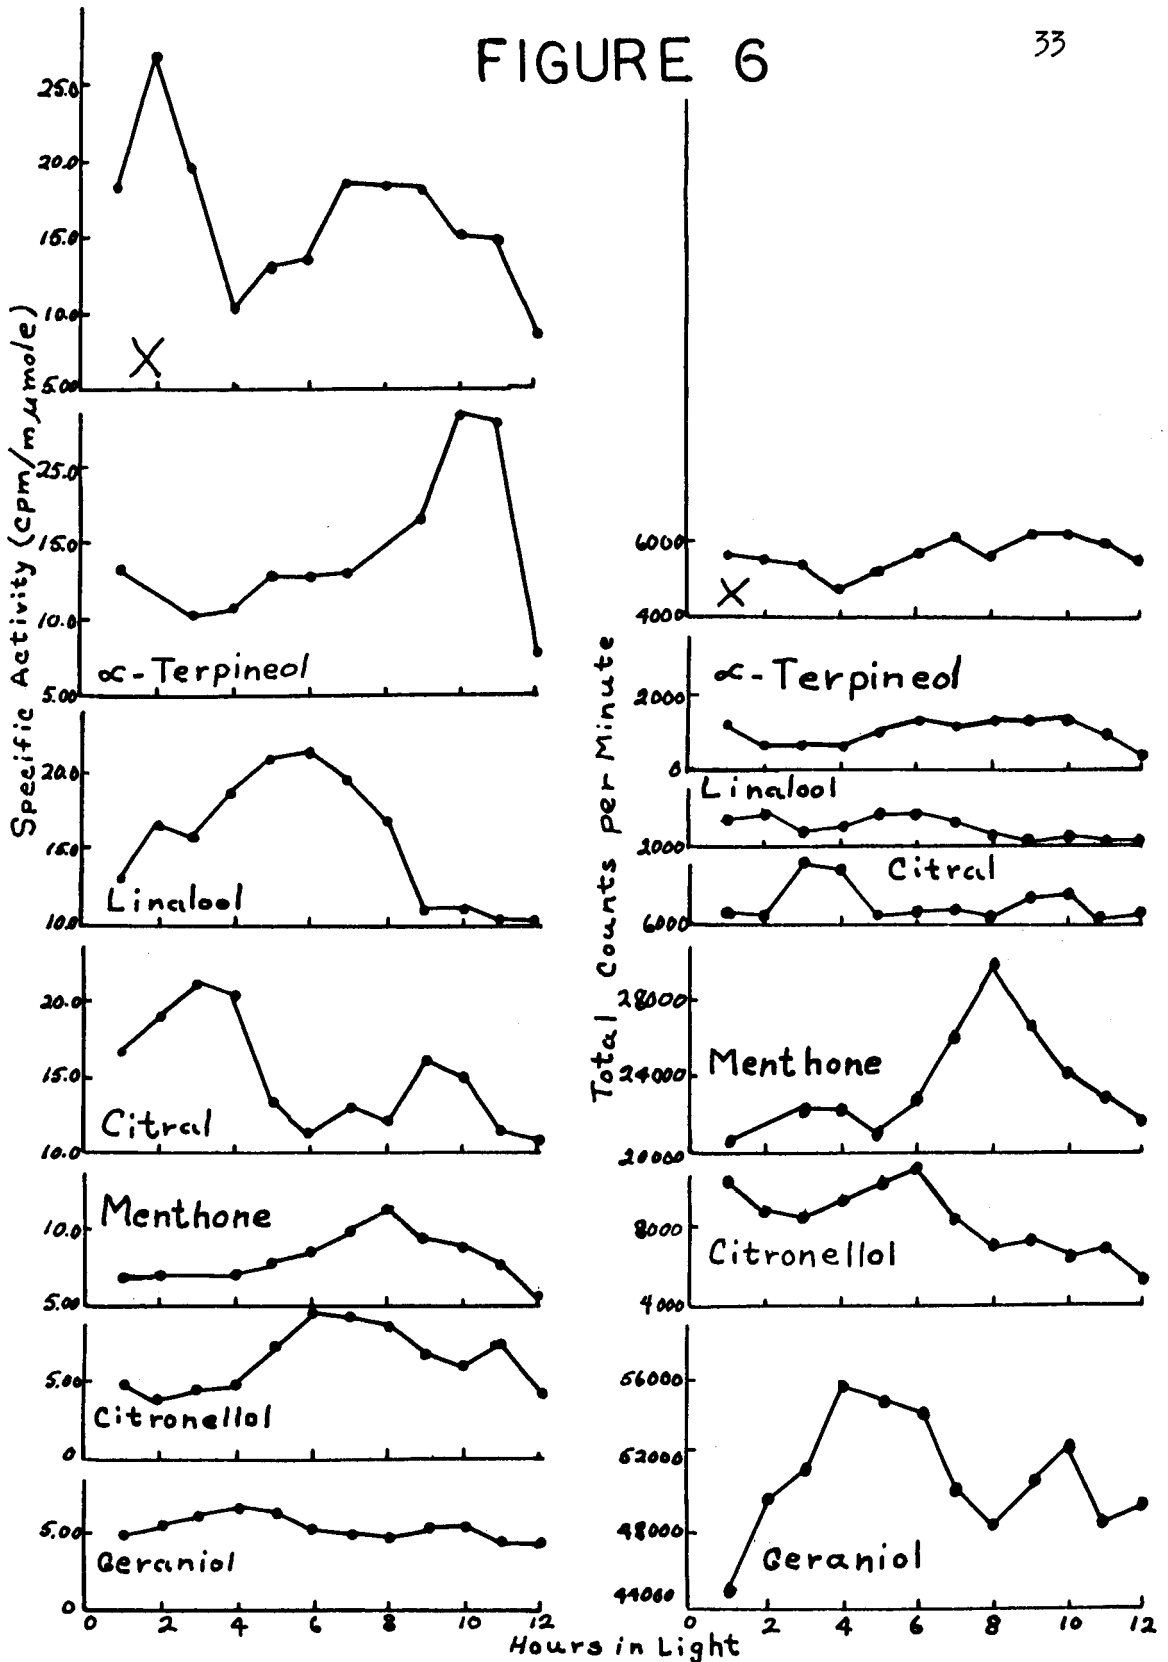 FIGURE 6
33
Specific Activity (cpm/mμmole)
25.0
20.0
15.0
10.0
5.00
X
25.0
15.0
10.0
5.00
∝-Terpineol
20.0
15.0
10.0
Linalool
20.0
15.0
10.0
Citral
Menthone
10.0
5.00
5.00
Citronellol
0
5.00
Geraniol
0
0 2 4 6 8 10 12
Total Counts per Minute
6000
X
4000
∝-Terpineol
2000
0
Linalool
2000
Citral
6000
28000
24000
Menthone
20000
8000
Citronellol
4000
56000
52000
48000
Geraniol
44000
0 2 4 6 8 10 12
Hours in Light